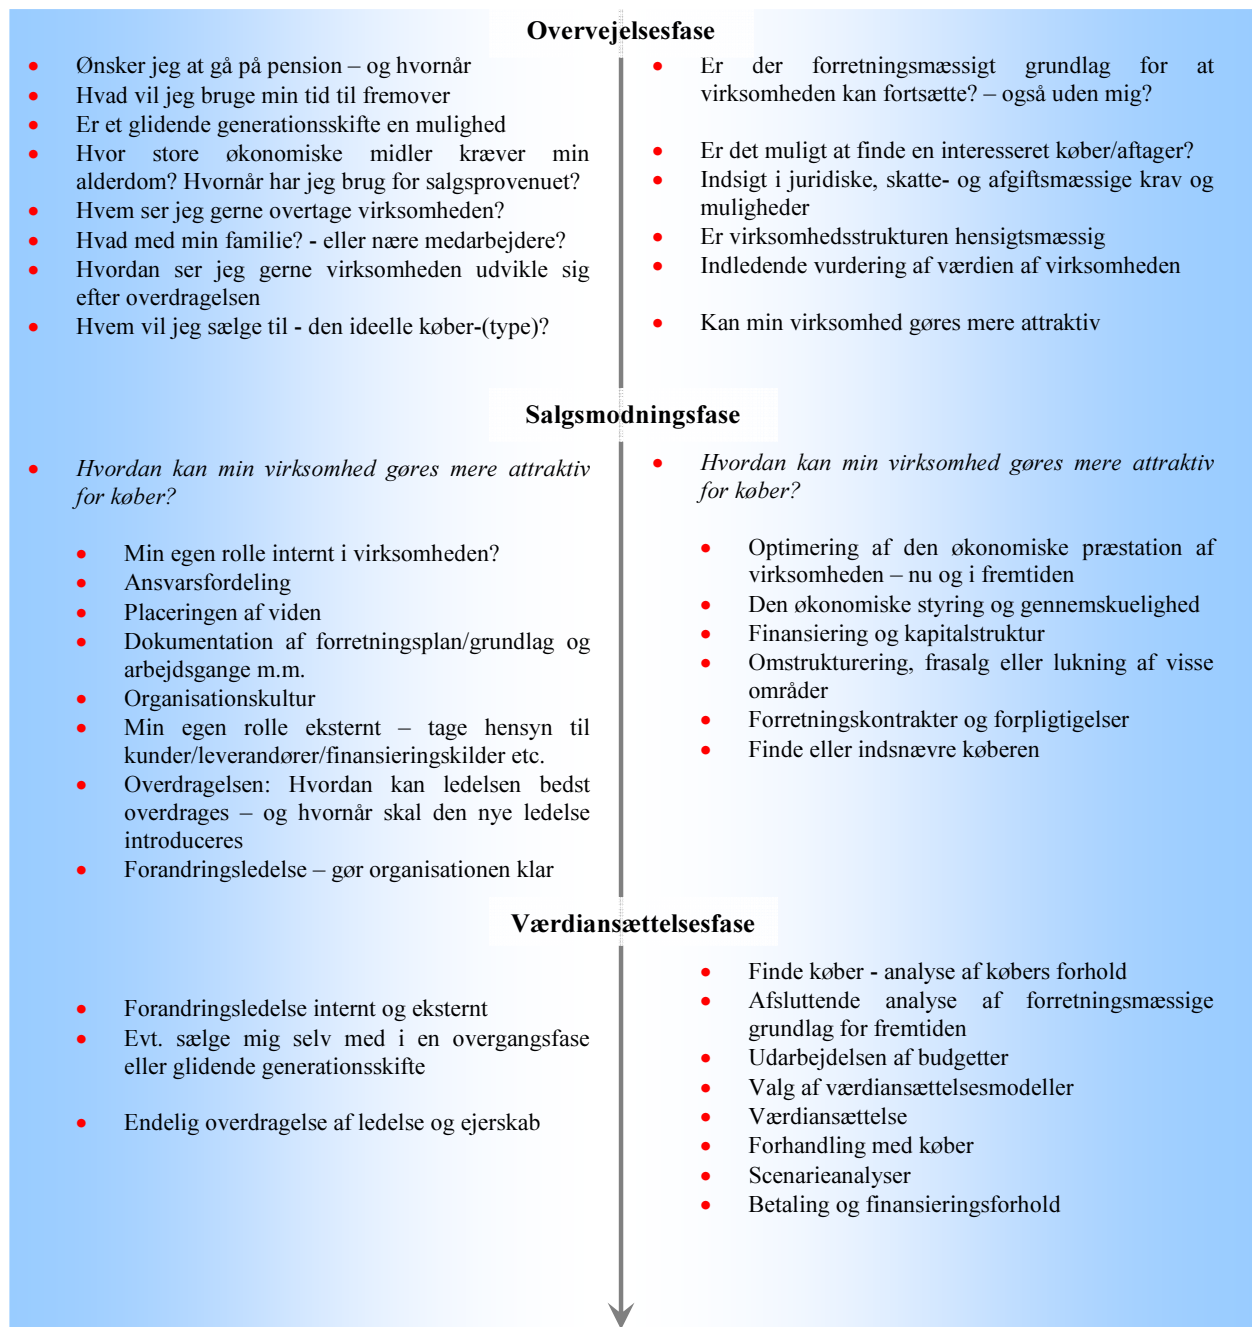 Overvejelsesfase
• Ønsker jeg at gå på pension – og hvornår
• Hvad vil jeg bruge min tid til fremover
• Er et glidende generationsskifte en mulighed
• Hvor store økonomiske midler kræver min
alderdom? Hvornår har jeg brug for salgsprovenuet?
• Hvem ser jeg gerne overtage virksomheden?
• Hvad med min familie? - eller nære medarbejdere?
• Hvordan ser jeg gerne virksomheden udvikle sig
efter overdragelsen
• Hvem vil jeg sælge til - den ideelle køber-(type)?
• Er der forretningsmæssigt grundlag for at
virksomheden kan fortsætte? – også uden mig?
• Er det muligt at finde en interesseret køber/aftager?
• Indsigt i juridiske, skatte- og afgiftsmæssige krav og
muligheder
• Er virksomhedsstrukturen hensigtsmæssig
• Indledende vurdering af værdien af virksomheden
• Kan min virksomhed gøres mere attraktiv
Salgsmodningsfase
• Hvordan kan min virksomhed gøres mere attraktiv
for køber?
• Min egen rolle internt i virksomheden?
• Ansvarsfordeling
• Placeringen af viden
• Dokumentation af forretningsplan/grundlag og
arbejdsgange m.m.
• Organisationskultur
• Min egen rolle eksternt – tage hensyn til
kunder/leverandører/finansieringskilder etc.
• Overdragelsen: Hvordan kan ledelsen bedst
overdrages – og hvornår skal den nye ledelse
introduceres
• Forandringsledelse – gør organisationen klar
• Hvordan kan min virksomhed gøres mere attraktiv
for køber?
• Optimering af den økonomiske præstation af
virksomheden – nu og i fremtiden
• Den økonomiske styring og gennemskuelighed
• Finansiering og kapitalstruktur
• Omstrukturering, frasalg eller lukning af visse
områder
• Forretningskontrakter og forpligtigelser
• Finde eller indsnævre køberen
Værdiansættelsesfase
• Forandringsledelse internt og eksternt
• Evt. sælge mig selv med i en overgangsfase
eller glidende generationsskifte
• Endelig overdragelse af ledelse og ejerskab
• Finde køber - analyse af købers forhold
• Afsluttende analyse af forretningsmæssige
grundlag for fremtiden
• Udarbejdelsen af budgetter
• Valg af værdiansættelsesmodeller
• Værdiansættelse
• Forhandling med køber
• Scenarieanalyser
• Betaling og finansieringsforhold